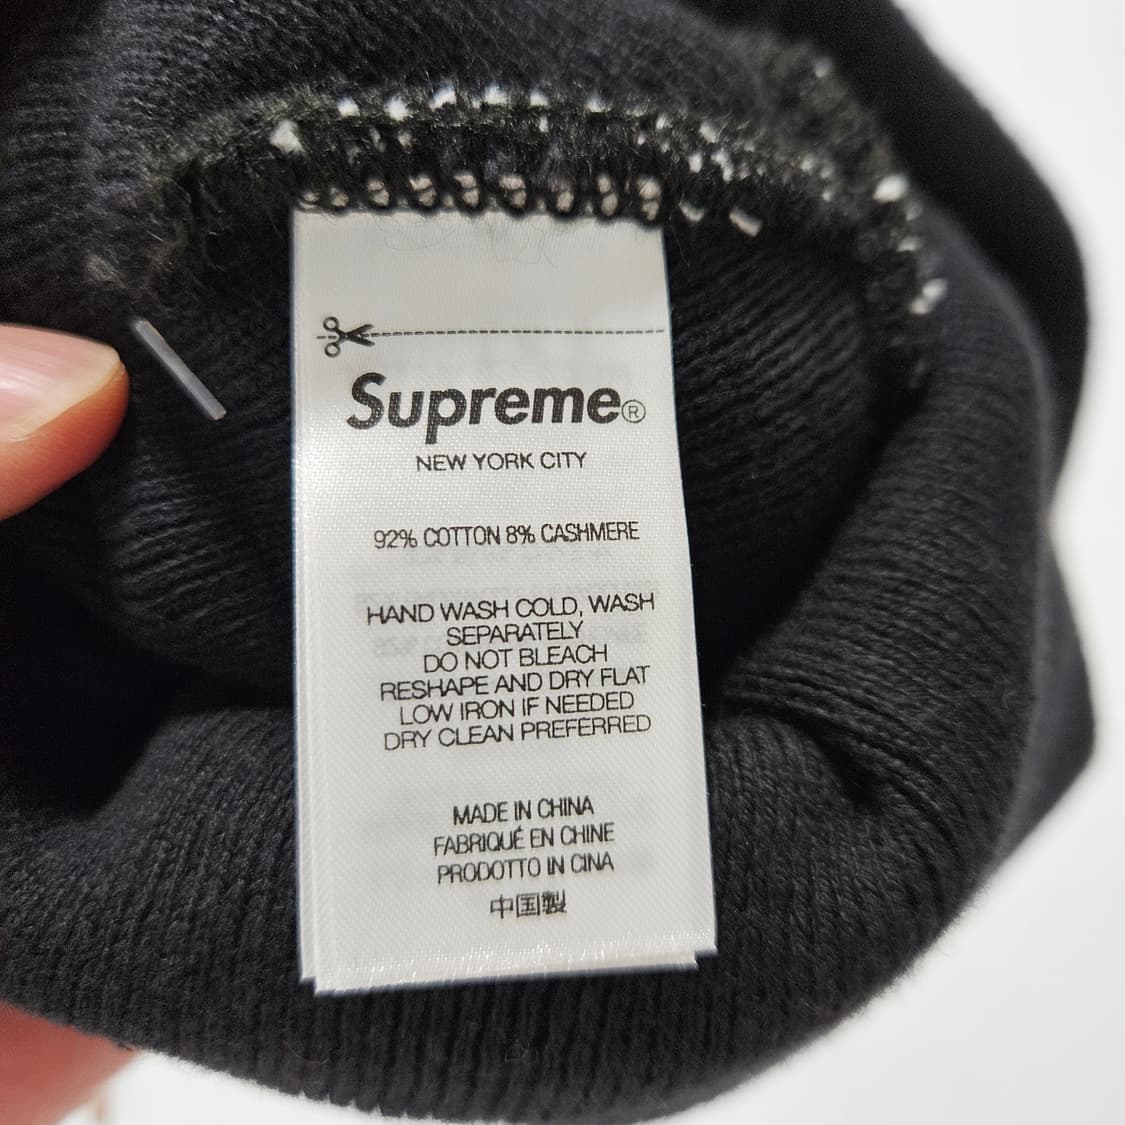 Supreme®
NEW YORK CITY
92% COTTON 8% CASHMERE
HAND WASH COLD, WASH
SEPARATELY
DO NOT BLEACH
RESHAPE AND DRY FLAT
LOW IRON IF NEEDED
DRY CLEAN PREFERRED
MADE IN CHINA
FABRIQUÉ EN CHINE
PRODOTTO IN CINA
中国製